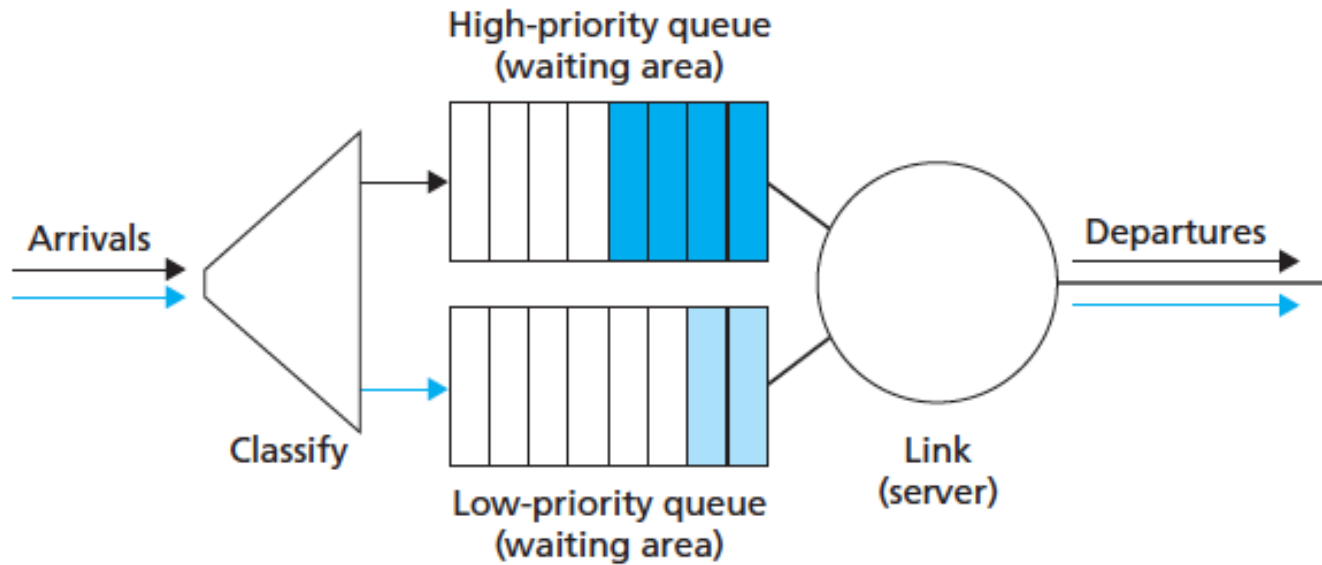 High-priority queue
(waiting area)
Arrivals
Departures
Classify
Link
(server)
Low-priority queue
(waiting area)